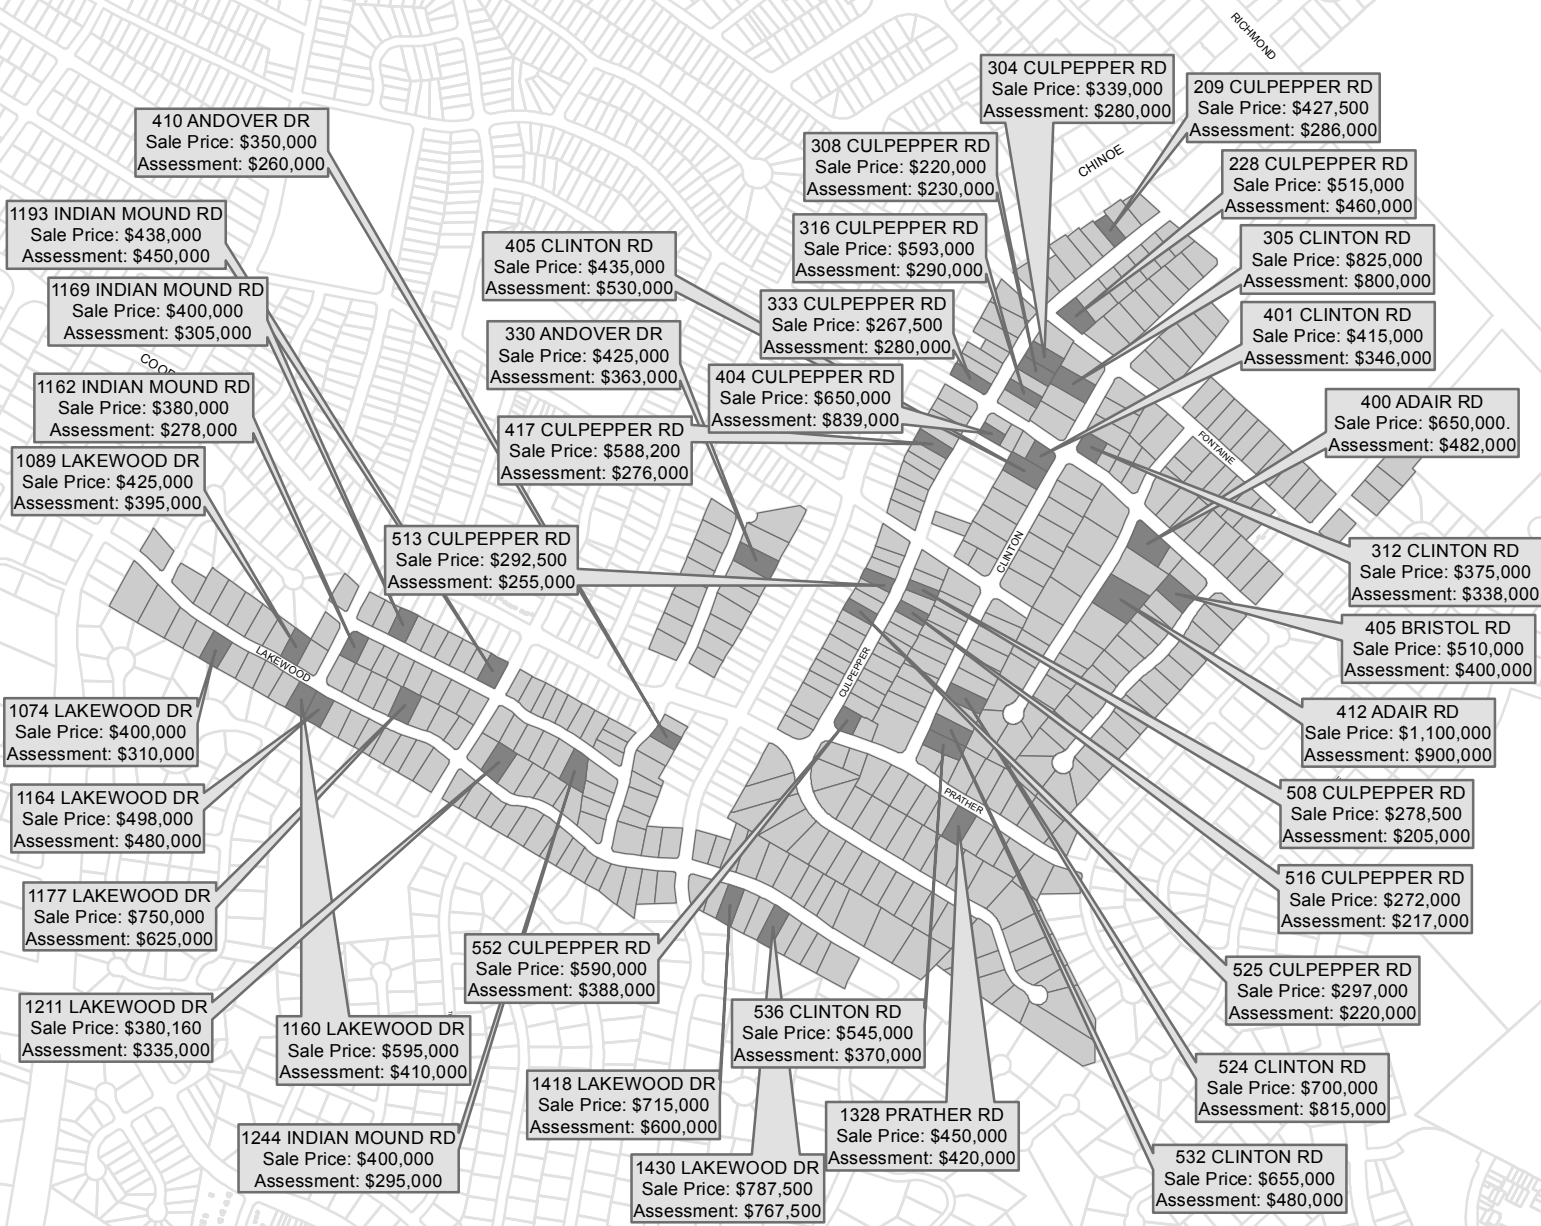 RICHMOND
304 CULPEPPER RD
Sale Price: $339,000
Assessment: $280,000
209 CULPEPPER RD
Sale Price: $427,500
Assessment: $286,000
410 ANDOVER DR
Sale Price: $350,000
Assessment: $260,000
308 CULPEPPER RD
Sale Price: $220,000
Assessment: $230,000
CHINOE
228 CULPEPPER RD
Sale Price: $515,000
Assessment: $460,000
1193 INDIAN MOUND RD
Sale Price: $438,000
Assessment: $450,000
405 CLINTON RD
Sale Price: $435,000
Assessment: $530,000
316 CULPEPPER RD
Sale Price: $593,000
Assessment: $290,000
305 CLINTON RD
Sale Price: $825,000
Assessment: $800,000
1169 INDIAN MOUND RD
Sale Price: $400,000
Assessment: $305,000
333 CULPEPPER RD
Sale Price: $267,500
Assessment: $280,000
401 CLINTON RD
Sale Price: $415,000
Assessment: $346,000
330 ANDOVER DR
Sale Price: $425,000
Assessment: $363,000
1162 INDIAN MOUND RD
Sale Price: $380,000
Assessment: $278,000
404 CULPEPPER RD
Sale Price: $650,000
Assessment: $839,000
400 ADAIR RD
Sale Price: $650,000.
Assessment: $482,000
417 CULPEPPER RD
Sale Price: $588,200
Assessment: $276,000
FONTAINE
1089 LAKEWOOD DR
Sale Price: $425,000
Assessment: $395,000
513 CULPEPPER RD
Sale Price: $292,500
Assessment: $255,000
CLINTON
312 CLINTON RD
Sale Price: $375,000
Assessment: $338,000
405 BRISTOL RD
Sale Price: $510,000
Assessment: $400,000
LAKEWOOD
CULPEPPER
1074 LAKEWOOD DR
Sale Price: $400,000
Assessment: $310,000
412 ADAIR RD
Sale Price: $1,100,000
Assessment: $900,000
1164 LAKEWOOD DR
Sale Price: $498,000
Assessment: $480,000
PRATHER
508 CULPEPPER RD
Sale Price: $278,500
Assessment: $205,000
1177 LAKEWOOD DR
Sale Price: $750,000
Assessment: $625,000
516 CULPEPPER RD
Sale Price: $272,000
Assessment: $217,000
552 CULPEPPER RD
Sale Price: $590,000
Assessment: $388,000
525 CULPEPPER RD
Sale Price: $297,000
Assessment: $220,000
1211 LAKEWOOD DR
Sale Price: $380,160
Assessment: $335,000
1160 LAKEWOOD DR
Sale Price: $595,000
Assessment: $410,000
536 CLINTON RD
Sale Price: $545,000
Assessment: $370,000
524 CLINTON RD
Sale Price: $700,000
Assessment: $815,000
1418 LAKEWOOD DR
Sale Price: $715,000
Assessment: $600,000
1328 PRATHER RD
Sale Price: $450,000
Assessment: $420,000
1244 INDIAN MOUND RD
Sale Price: $400,000
Assessment: $295,000
1430 LAKEWOOD DR
Sale Price: $787,500
Assessment: $767,500
532 CLINTON RD
Sale Price: $655,000
Assessment: $480,000